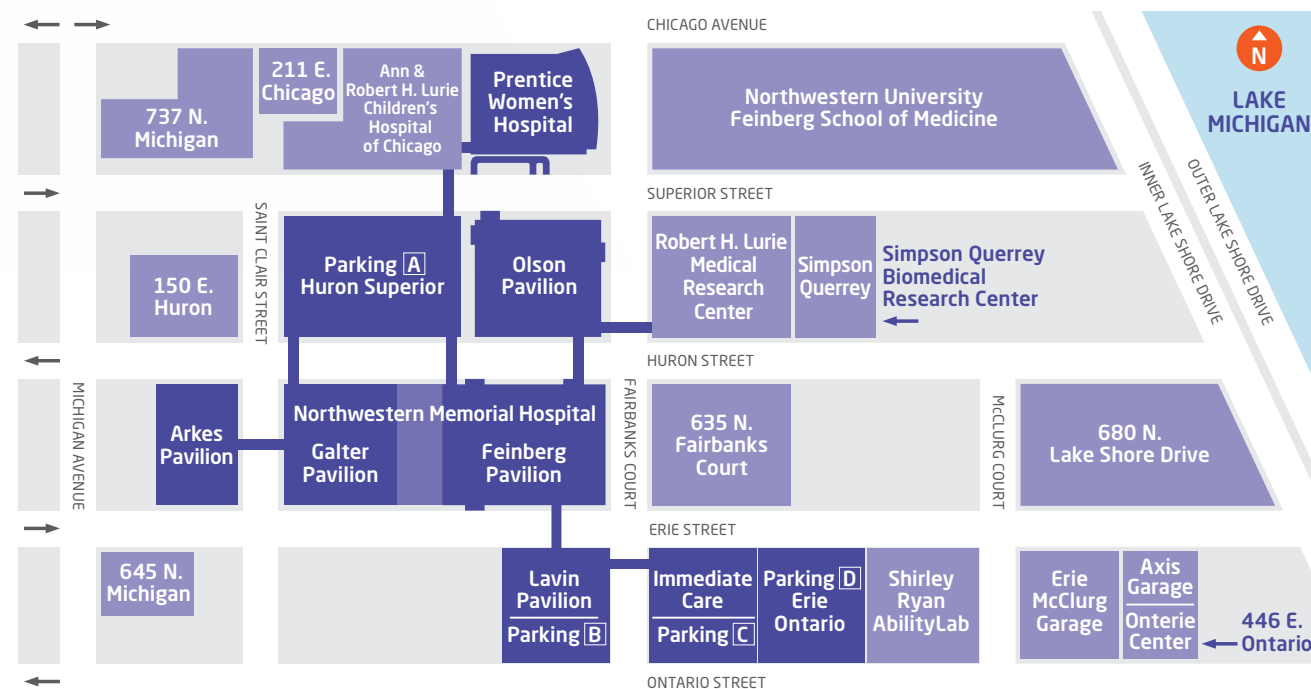 CHICAGO AVENUE
N
LAKE
MICHIGAN
737 N.
Michigan
211 E.
Chicago
Ann &
Robert H. Lurie
Children's
Hospital
of Chicago
Prentice
Women's
Hospital
Northwestern University
Feinberg School of Medicine
INNER LAKE SHORE DRIVE
OUTER LAKE SHORE DRIVE
SUPERIOR STREET
SAINT CLAIR STREET
150 E.
Huron
Parking A
Huron Superior
Olson
Pavilion
Robert H. Lurie
Medical
Research
Center
Simpson
Querrey
Simpson Querrey
Biomedical
Research Center
HURON STREET
MICHIGAN AVENUE
Arkes
Pavilion
Northwestern Memorial Hospital
Galter
Pavilion
Feinberg
Pavilion
FAIRBANKS COURT
635 N.
Fairbanks
Court
McCLURG COURT
680 N.
Lake Shore Drive
ERIE STREET
645 N.
Michigan
Lavin
Pavilion
Parking B
Immediate
Care
Parking C
Parking D
Erie
Ontario
Shirley
Ryan
AbilityLab
Erie
McClurg
Garage
Axis
Garage
Onterie
Center
446 E.
Ontario
ONTARIO STREET